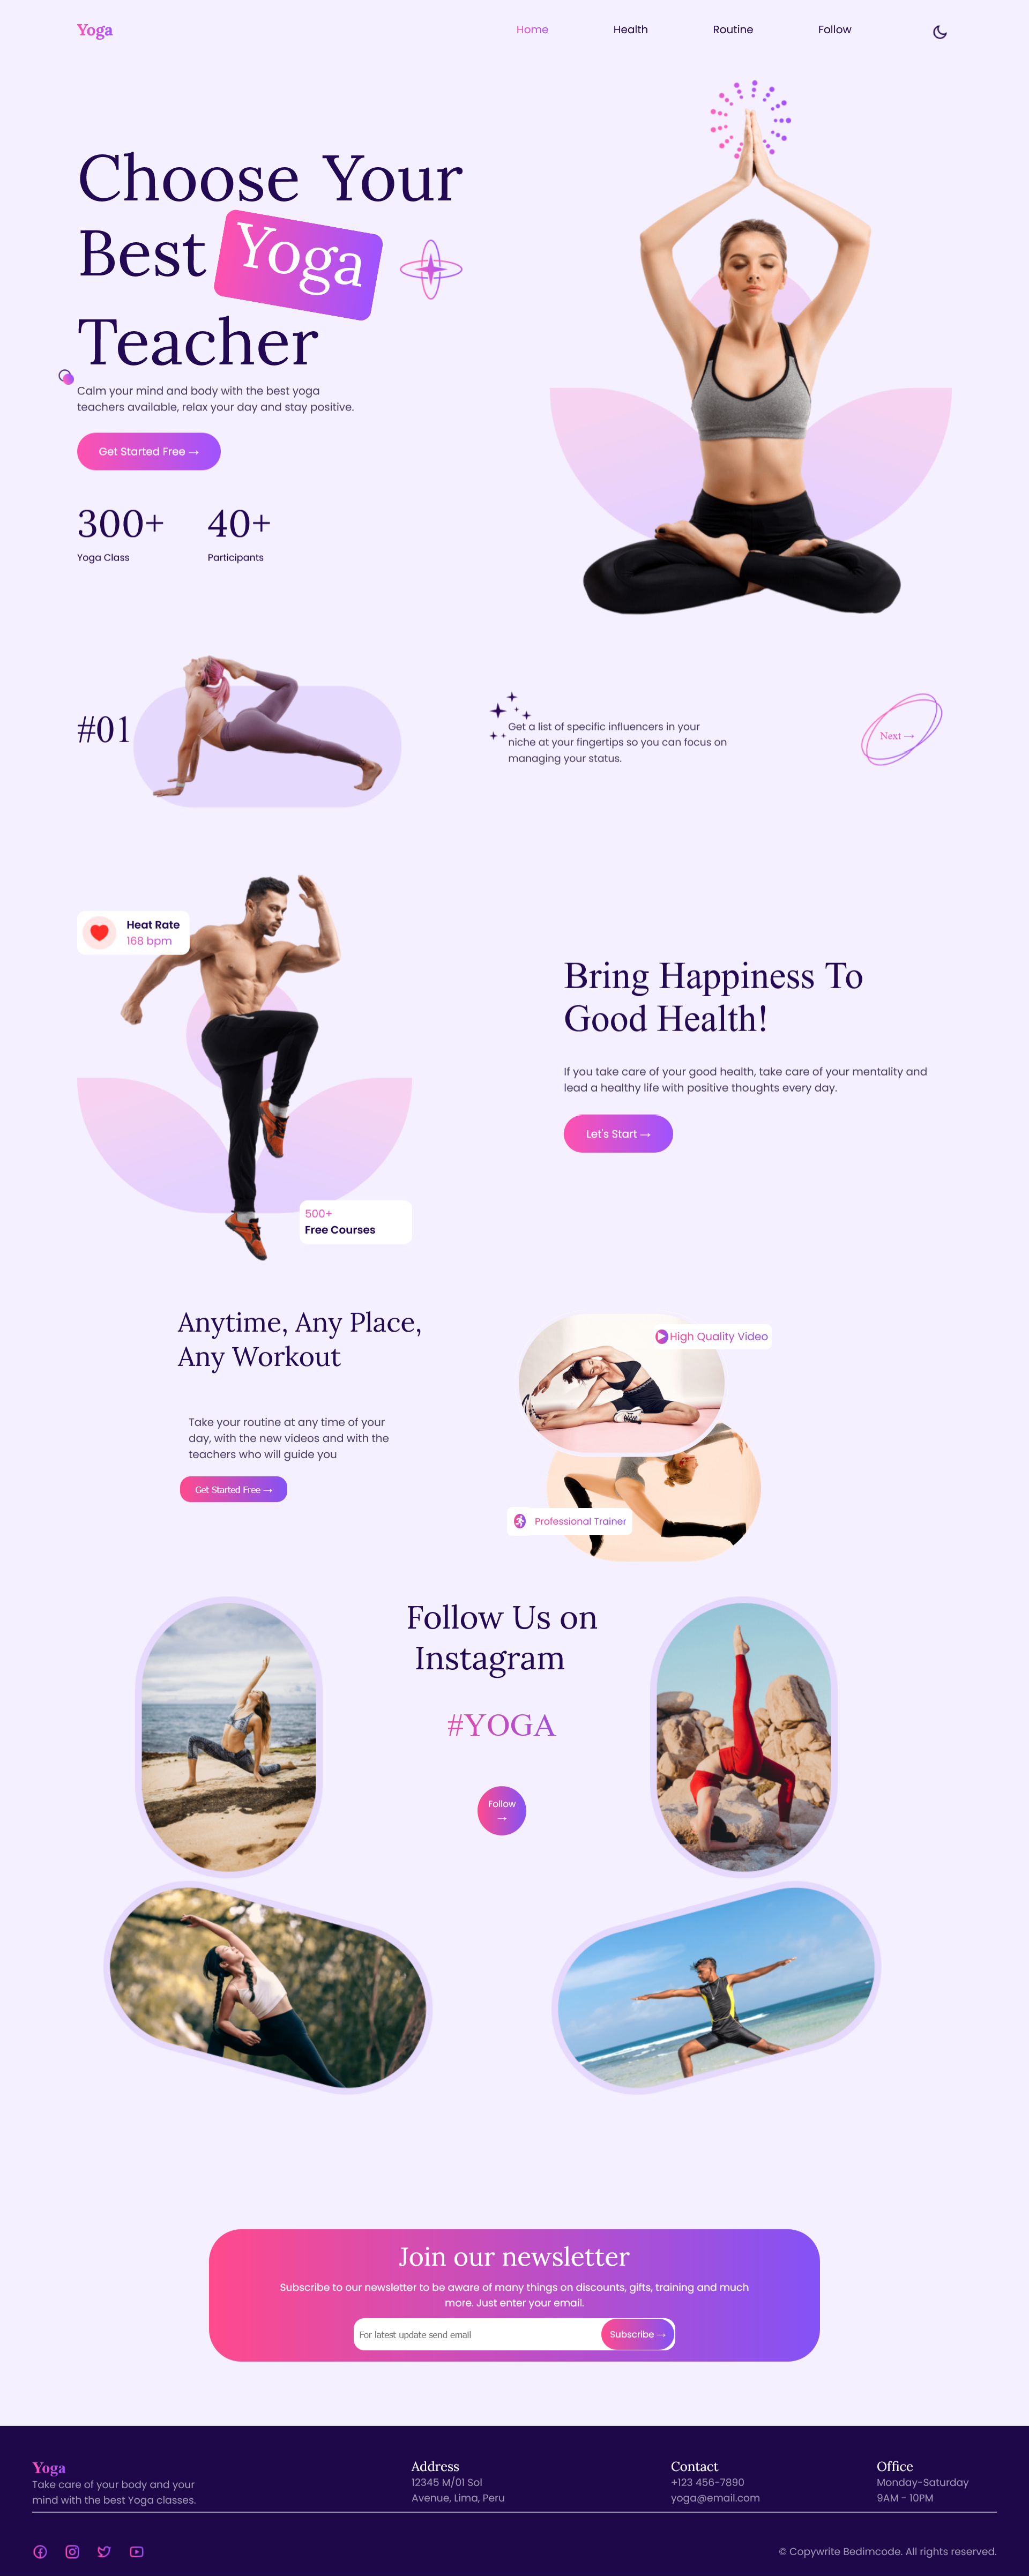 Yoga
Home
Health
Routine
Follow
Choose Your
Best Yoga
Teacher
Calm your mind and body with the best yoga
teachers available, relax your day and stay positive.
Get Started Free →
300+
40+
Yoga Class
Participants
#01
Get a list of specific influencers in your
niche at your fingertips so you can focus on
managing your status.
Next →
Heat Rate
168 bpm
Bring Happiness To
Good Health!
If you take care of your good health, take care of your mentality and
lead a healthy life with positive thoughts every day.
Let's Start →
500+
Free Courses
Anytime, Any Place,
Any Workout
Take your routine at any time of your
day, with the new videos and with the
teachers who will guide you
Get Started Free →
High Quality Video
Professional Trainer
Follow Us on
Instagram
#YOGA
Follow
→
Join our newsletter
Subscribe to our newsletter to be aware of many things on discounts, gifts, training and much
more. Just enter your email.
For latest update send email
Subscribe →
Yoga
Take care of your body and your
mind with the best Yoga classes.
Address
12345 M/01 Sol
Avenue, Lima, Peru
Contact
+123 456-7890
yoga@email.com
Office
Monday-Saturday
9AM - 10PM
© Copywrite Bedimcode. All rights reserved.